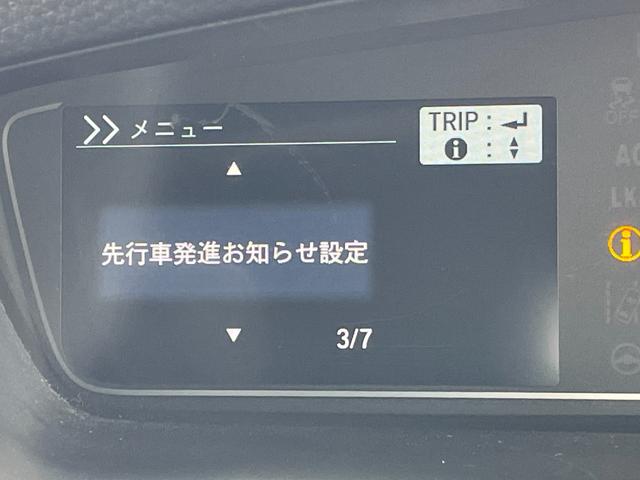 >> メニュー
TRIP : ↲
i : ▲▼
▲
先行車発進お知らせ設定
▼
3/7
OFF
LK
i